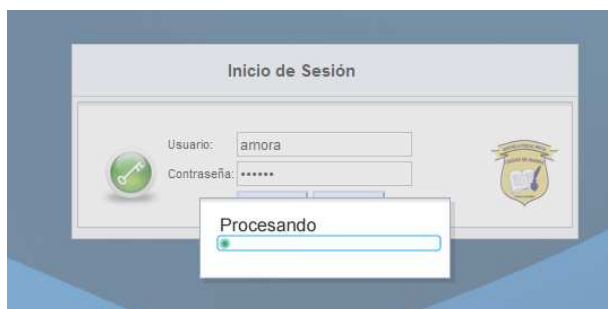 Inicio de Sesión
Usuario: amora
Contraseña: ••••••
Procesando